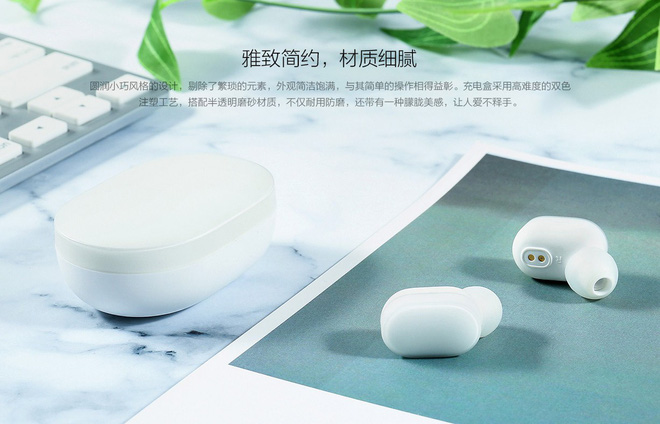 雅致简约，材质细腻
圆润小巧风格的设计，剔除了繁琐的元素，外观简洁饱满，与其简单的操作相得益彰。充电盒采用高难度的双色
注塑工艺，搭配半透明磨砂材质，不仅耐用防磨，还带有一种朦胧美感，让人爱不释手。